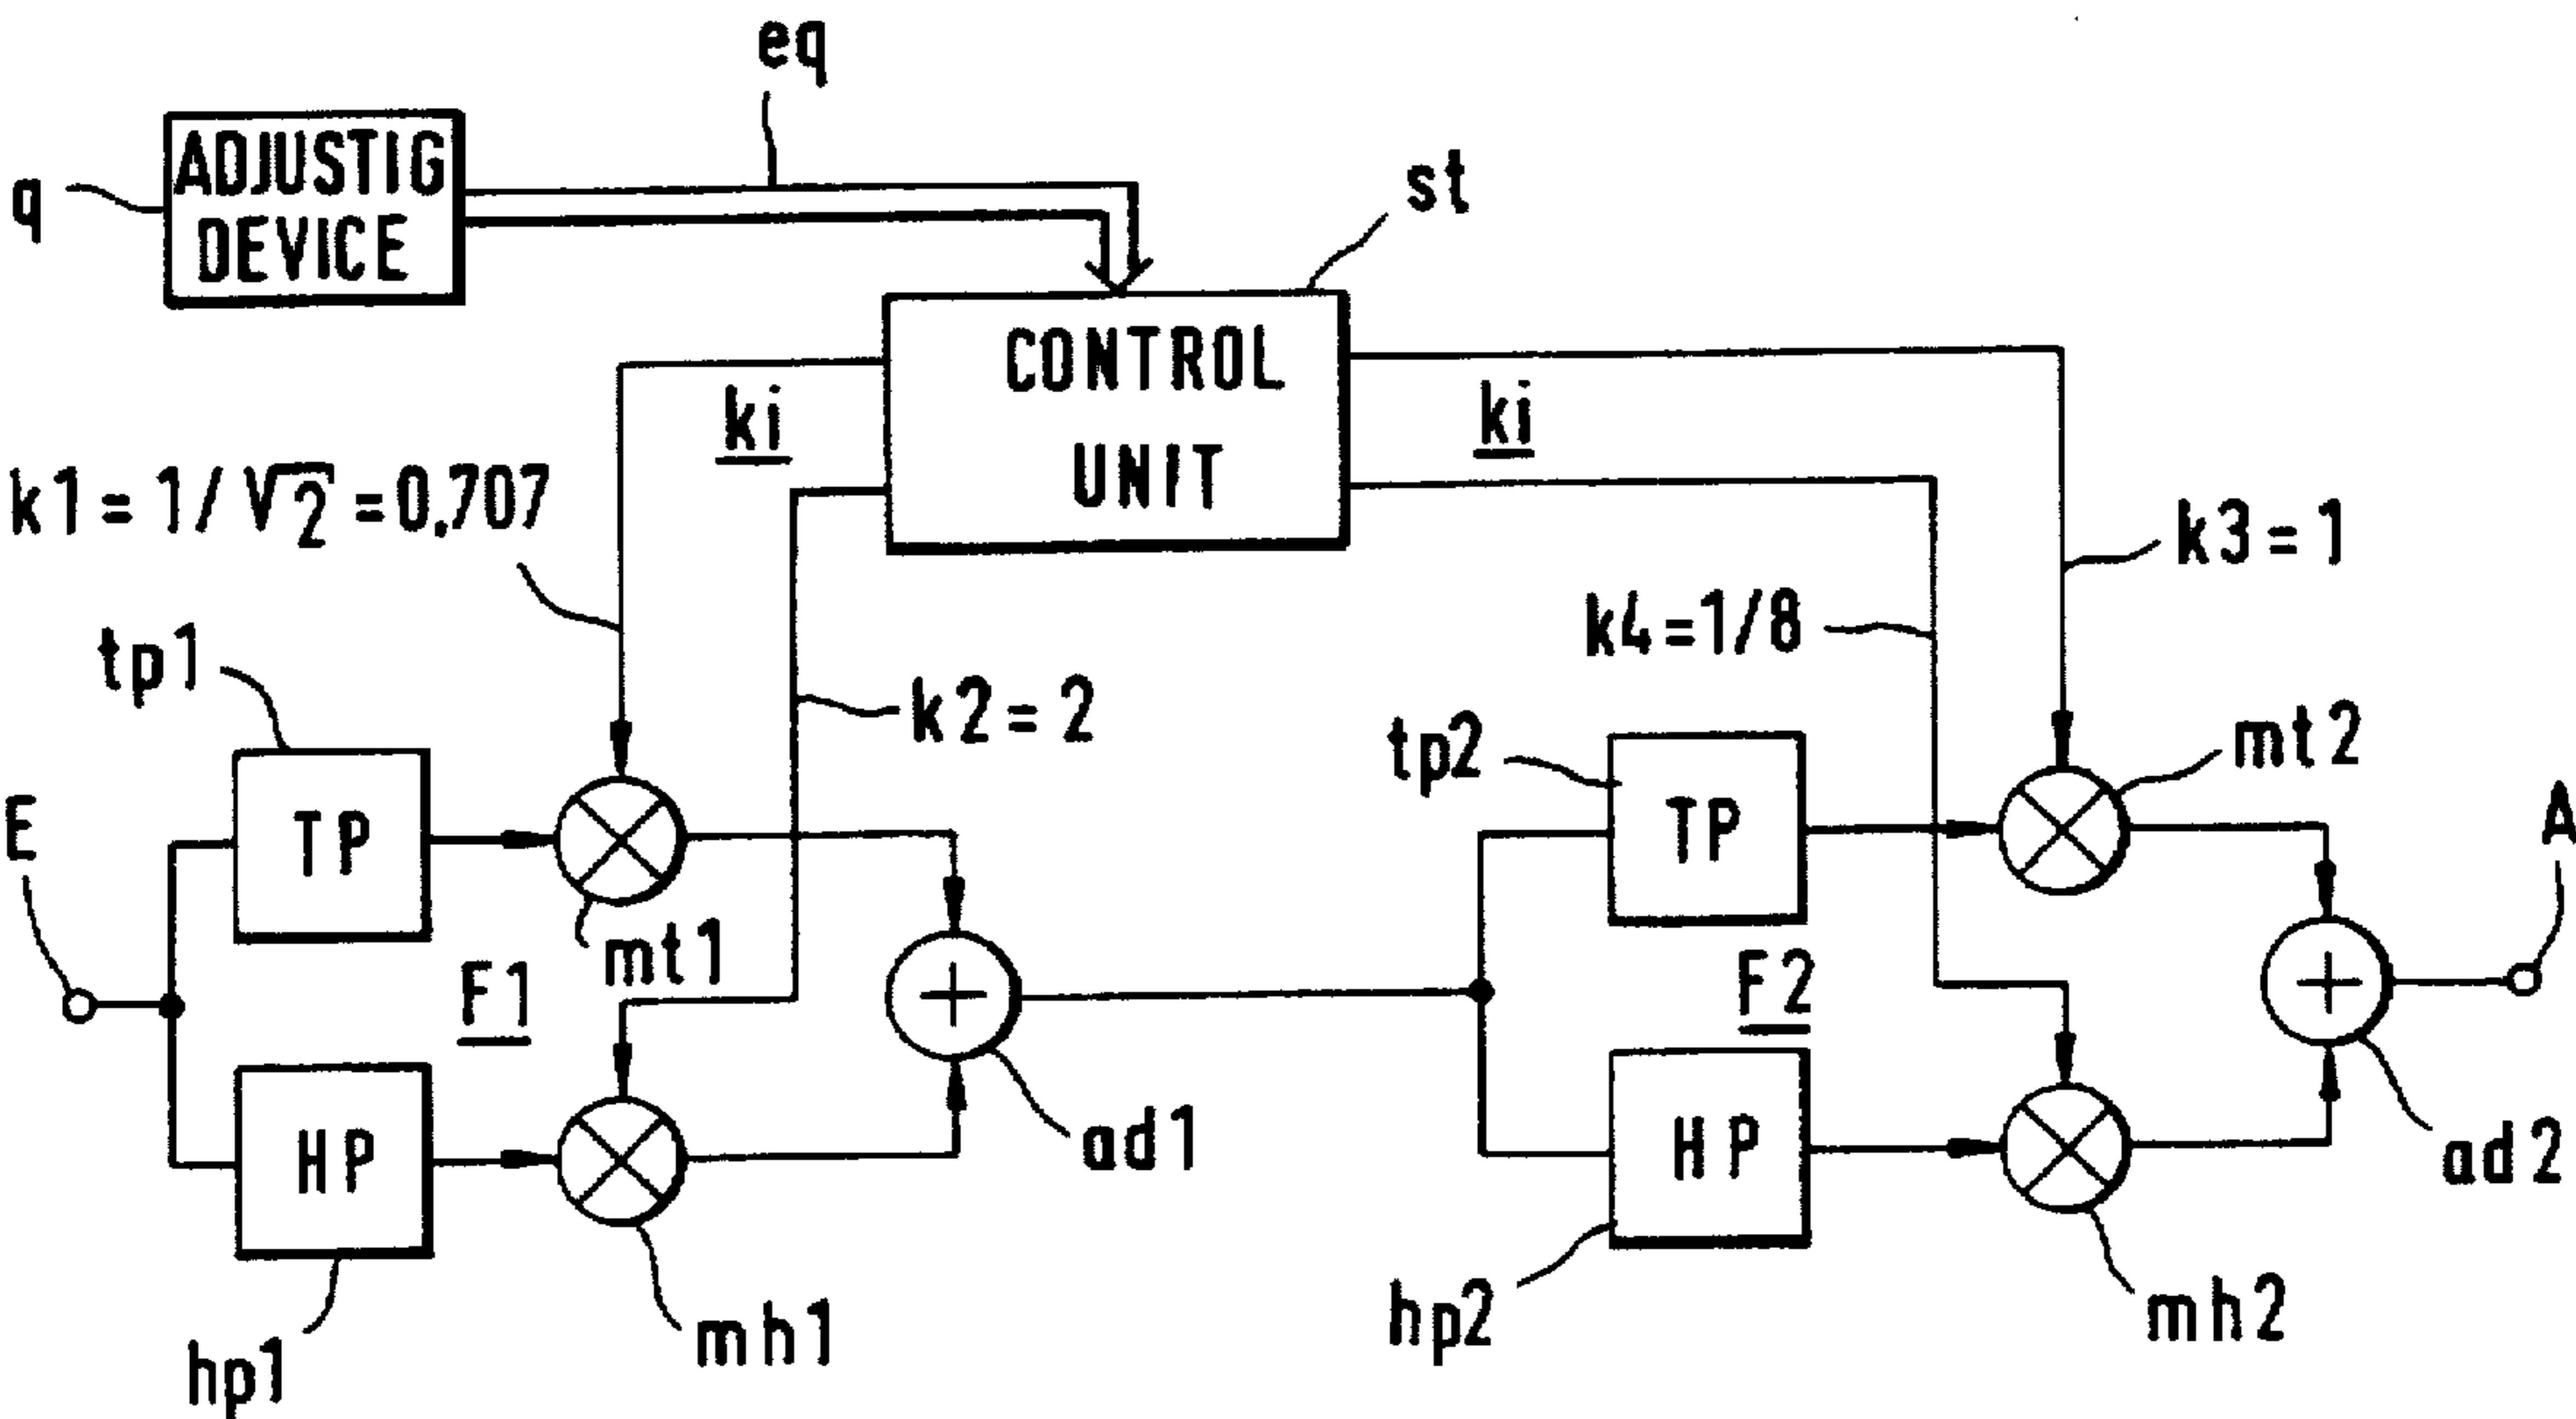 eq
q
ADJUSTIG
DEVICE
st
CONTROL
UNIT
ki
ki
k1 = 1/√2 = 0.707
k3 = 1
k4 = 1/8
k2 = 2
tp1
tp2
mt2
E
TP
TP
A
mt1
F1
F2
HP
HP
ad1
ad2
hp1
mh1
hp2
mh2